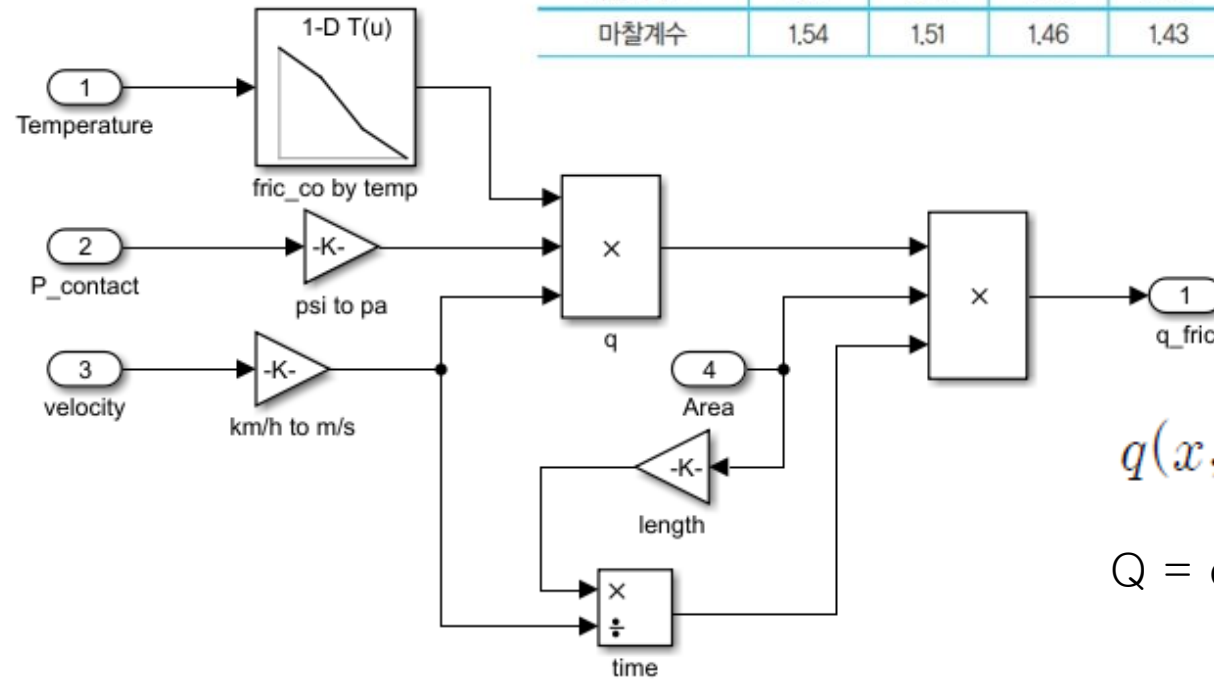 마찰계수 1.54 1.51 1.46 1.43
1-D T(u)
1
Temperature
fric_co by temp
2
P_contact
-K-
psi to pa
×
q
×
1
q_fric
3
velocity
-K-
km/h to m/s
4
Area
-K-
length
q(x,
Q =
×
÷
time